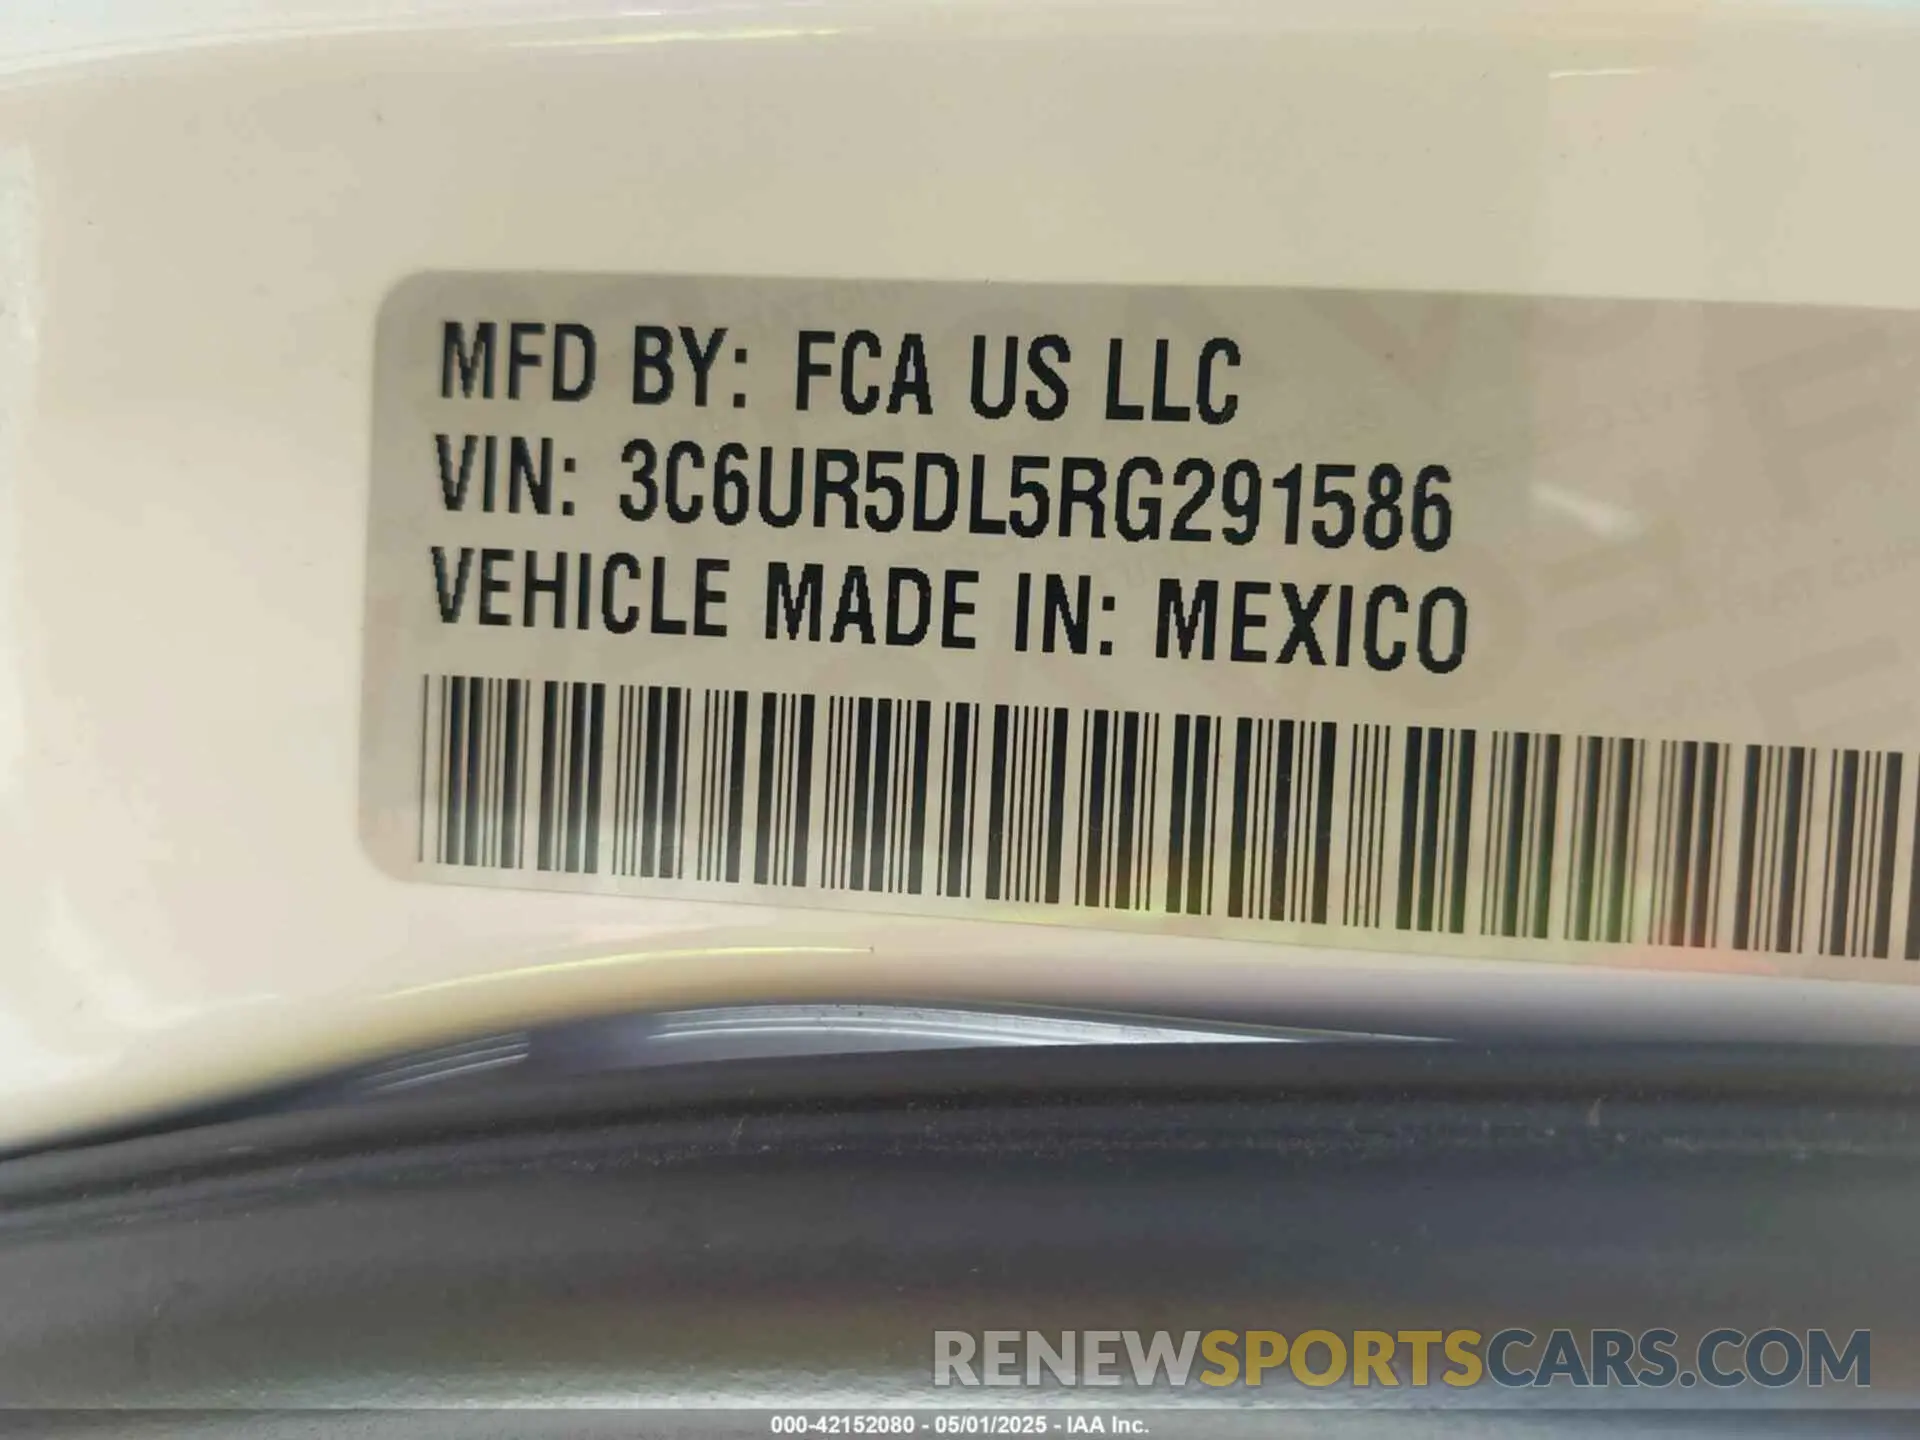 MFD BY: FCA US LLC
VIN: 3C6UR5DL5RG291586
VEHICLE MADE IN: MEXICO
RENEWSPORTSCARS.COM
000-42152080 - 05/01/2025 - IAA Inc.